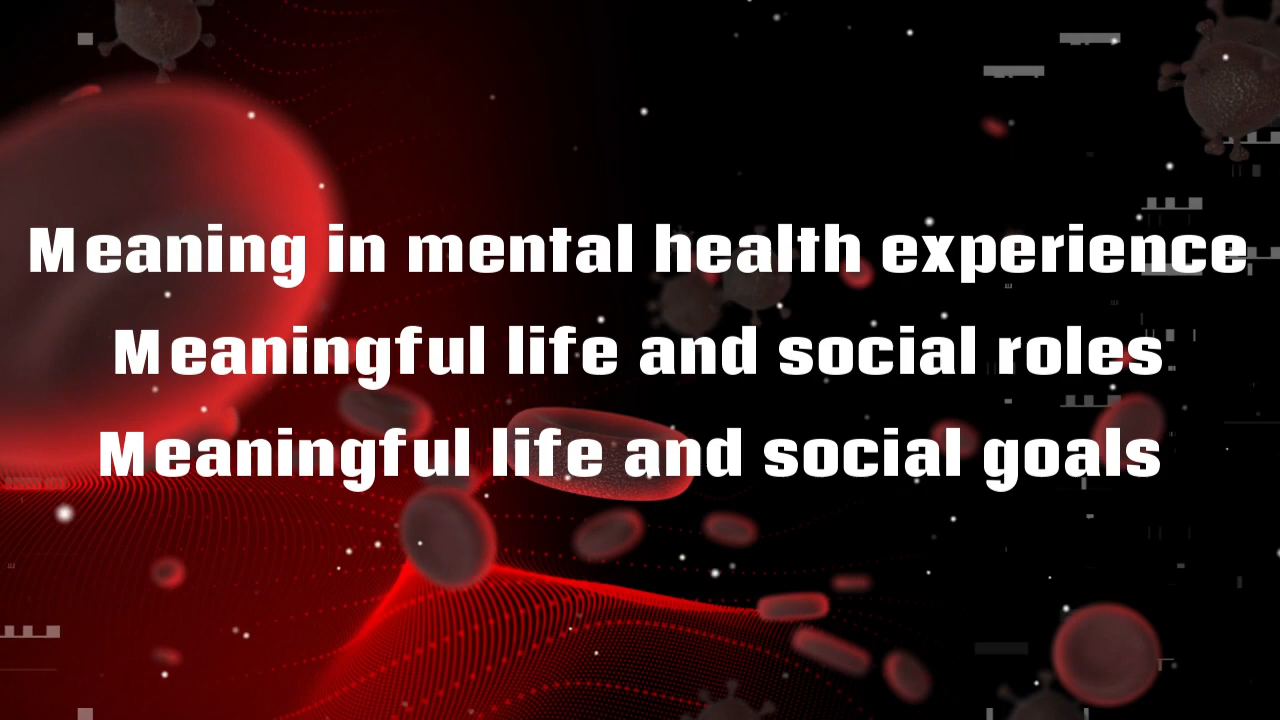 Meaning in mental health experience
Meaningful life and social roles
Meaningful life and social goals